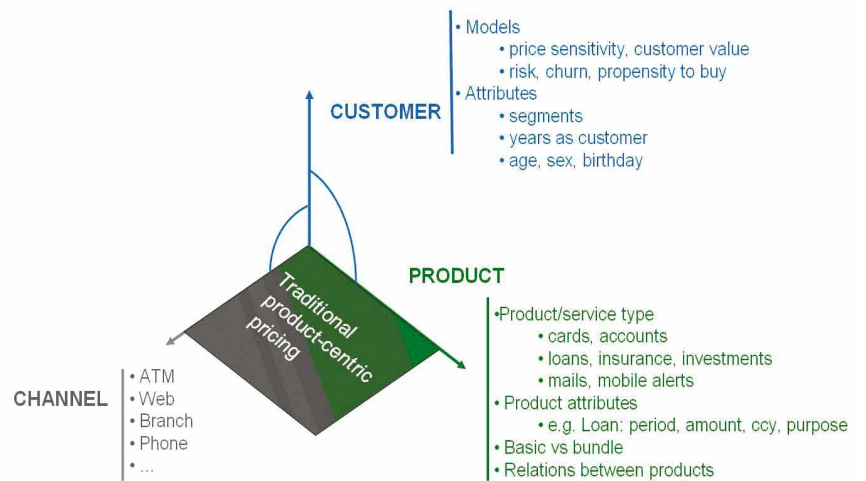 • Models
• price sensitivity, customer value
• risk, churn, propensity to buy
CUSTOMER
• Attributes
• segments
• years as customer
• age, sex, birthday
PRODUCT
•Product/service type
• cards, accounts
• loans, insurance, investments
• mails, mobile alerts
• Product attributes
• e.g. Loan: period, amount, ccy, purpose
• Basic vs bundle
• Relations between products
Traditional
product-centric
pricing
CHANNEL
• ATM
• Web
• Branch
• Phone
• ...